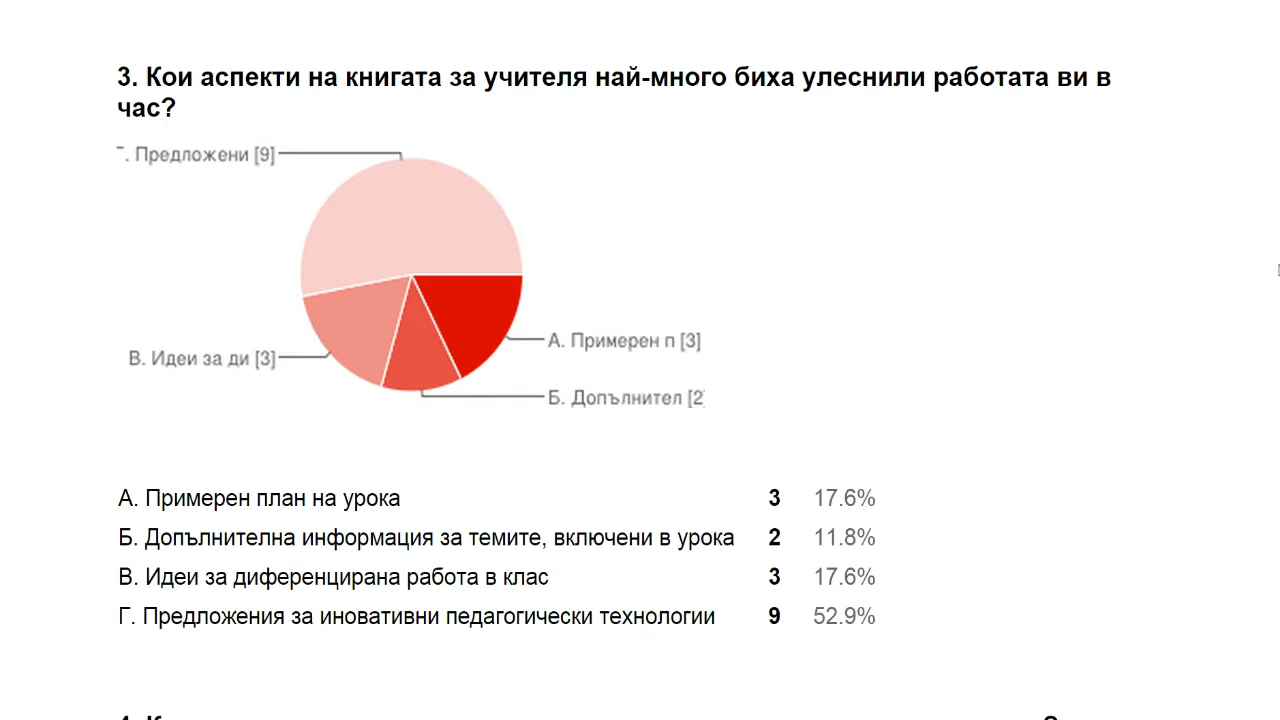 3. Кои аспекти на книгата за учителя най-много биха улеснили работата ви в
час?
Г. Предложени [9]
В. Идеи за ди [3]
А. Примерен п [3]
Б. Допълнител [2]
А. Примерен план на урока 3 17.6%
Б. Допълнителна информация за темите, включени в урока 2 11.8%
В. Идеи за диференцирана работа в клас 3 17.6%
Г. Предложения за иновативни педагогически технологии 9 52.9%